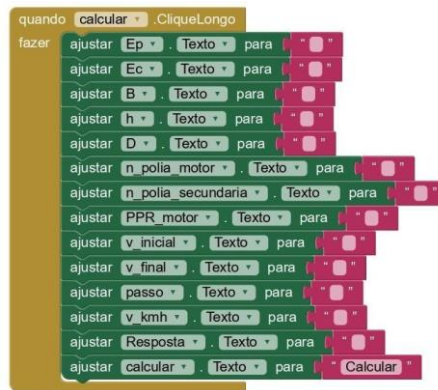 quando calcular .CliqueLongo
fazer ajustar Ep . Texto para " "
ajustar Ec . Texto para " "
ajustar B . Texto para " "
ajustar h . Texto para " "
ajustar D . Texto para " "
ajustar n_polia_motor . Texto para " "
ajustar n_polia_secundaria . Texto para " "
ajustar PPR_motor . Texto para " "
ajustar v_inicial . Texto para " "
ajustar v_final . Texto para " "
ajustar passo . Texto para " "
ajustar v_kmh . Texto para " "
ajustar Resposta . Texto para " "
ajustar calcular . Texto para " Calcular "